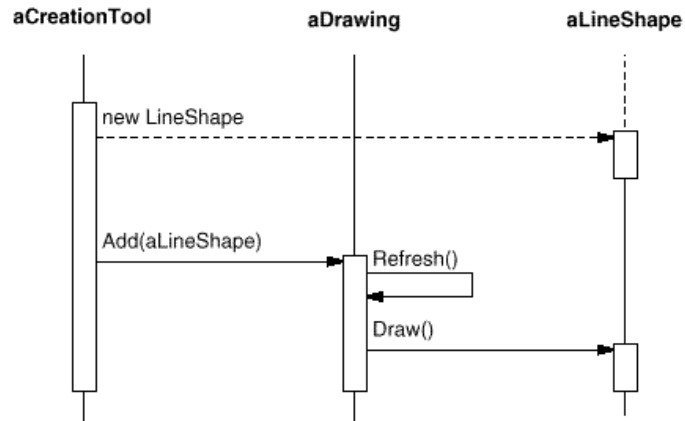 aCreationTool aDrawing aLineShape
new LineShape
Add(aLineShape)
Refresh()
Draw()